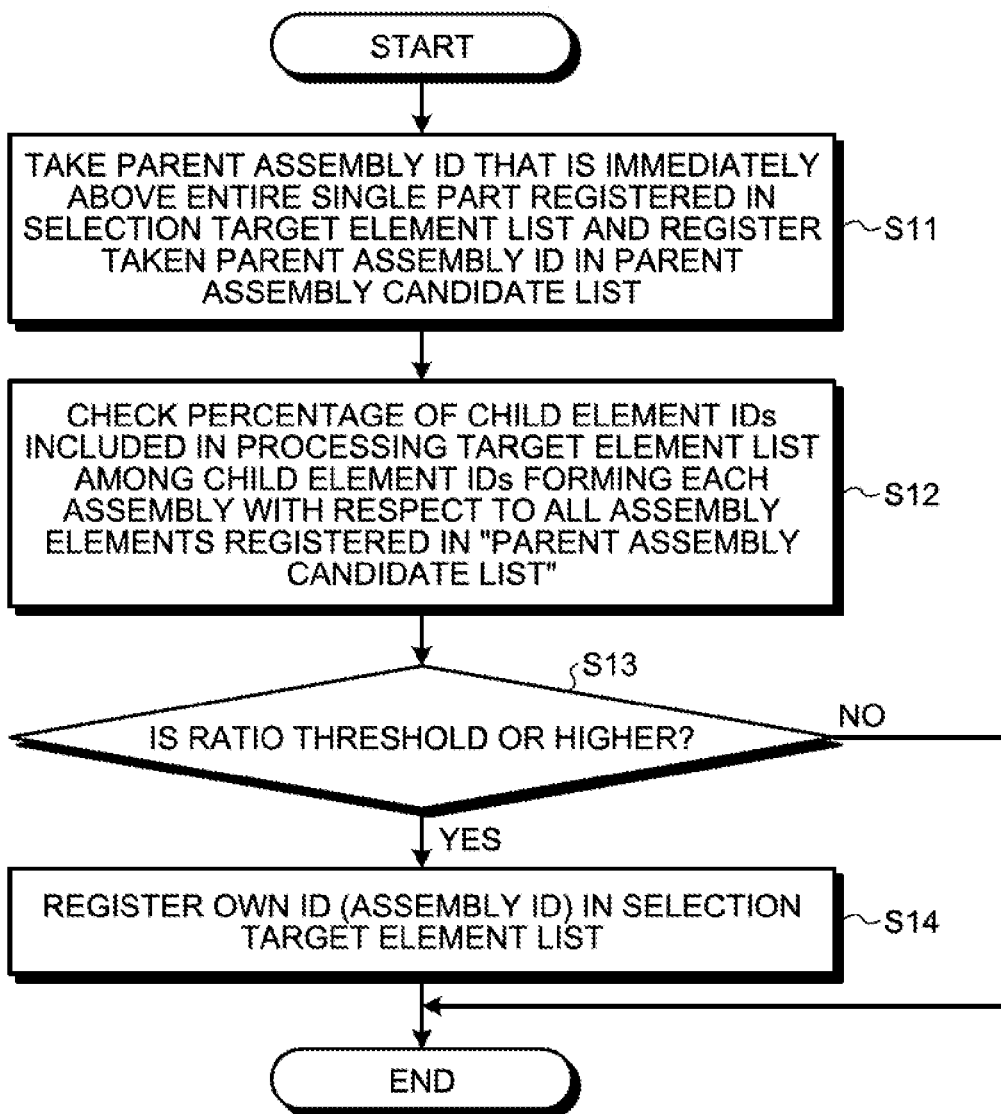 START
TAKE PARENT ASSEMBLY ID THAT IS IMMEDIATELY
ABOVE ENTIRE SINGLE PART REGISTERED IN
SELECTION TARGET ELEMENT LIST AND REGISTER
TAKEN PARENT ASSEMBLY ID IN PARENT
ASSEMBLY CANDIDATE LIST
S11
CHECK PERCENTAGE OF CHILD ELEMENT IDs
INCLUDED IN PROCESSING TARGET ELEMENT LIST
AMONG CHILD ELEMENT IDs FORMING EACH
ASSEMBLY WITH RESPECT TO ALL ASSEMBLY
ELEMENTS REGISTERED IN "PARENT ASSEMBLY
CANDIDATE LIST"
S12
S13
IS RATIO THRESHOLD OR HIGHER?
NO
YES
REGISTER OWN ID (ASSEMBLY ID) IN SELECTION
TARGET ELEMENT LIST
S14
END